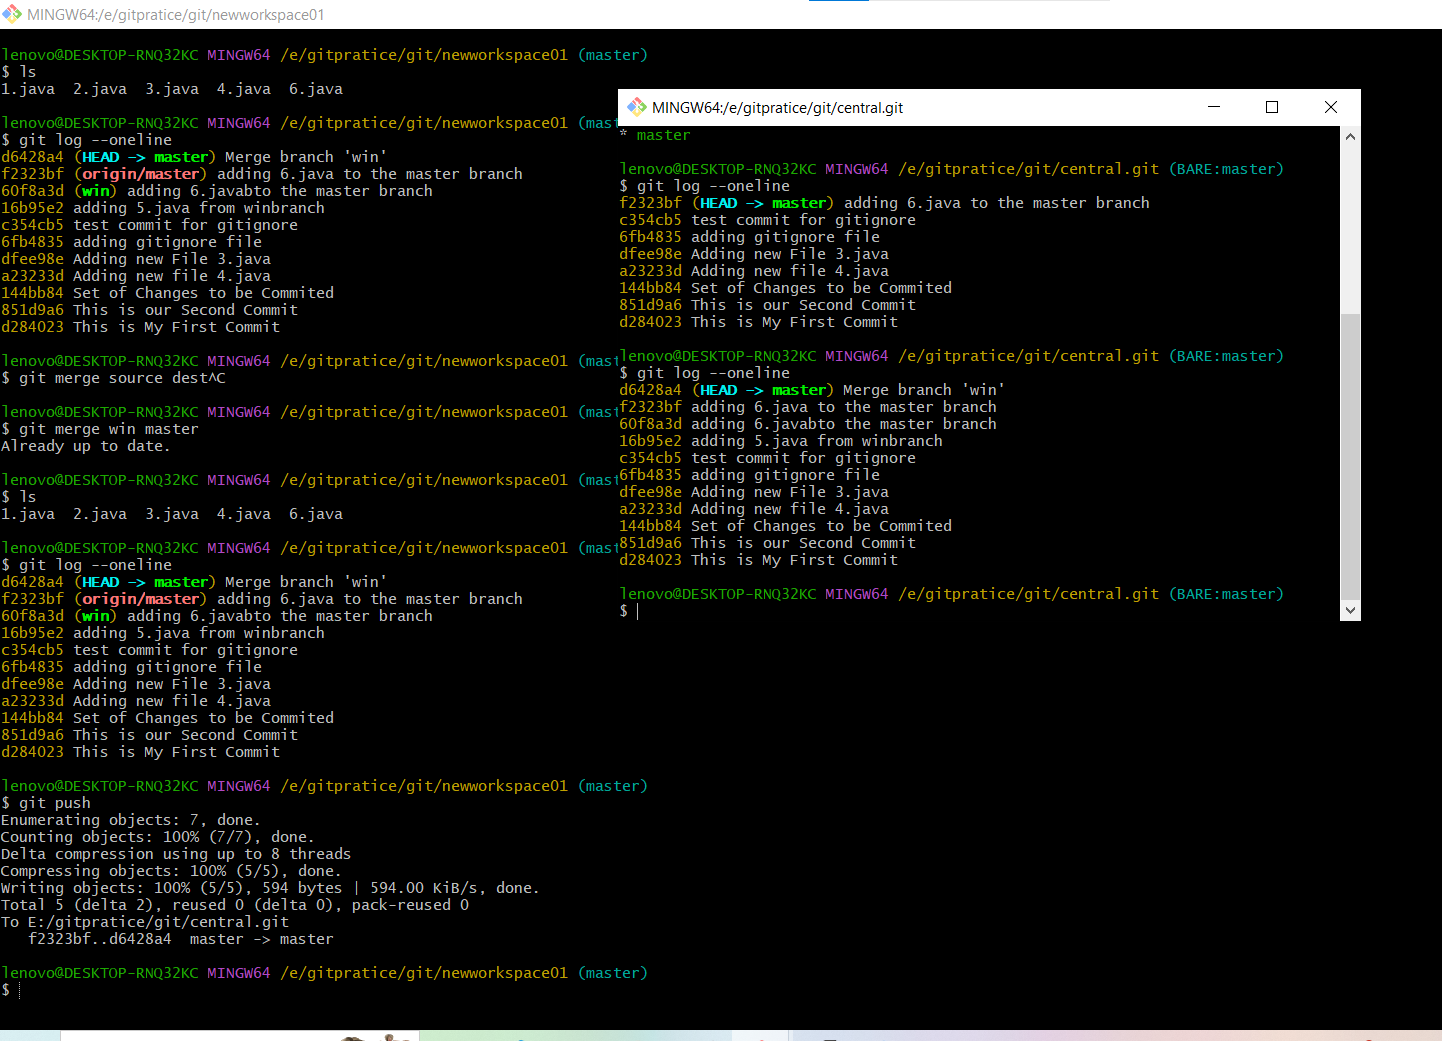 MINGW64:/e/gitpratice/git/newworkspace01
lenovo@DESKTOP-RNQ32KC MINGW64 /e/gitpratice/git/newworkspace01 (master)
$ ls
1.java  2.java  3.java  4.java  6.java
lenovo@DESKTOP-RNQ32KC MINGW64 /e/gitpratice/git/newworkspace01 (mast
$ git log --oneline
d6428a4 (HEAD -> master) Merge branch 'win'
f2323bf (origin/master) adding 6.java to the master branch
60f8a3d (win) adding 6.javabto the master branch
16b95e2 adding 5.java from winbranch
c354cb5 test commit for gitignore
6fb4835 adding gitignore file
dfee98e Adding new File 3.java
a23233d Adding new file 4.java
144bb84 Set of Changes to be Commited
851d9a6 This is our Second Commit
d284023 This is My First Commit
lenovo@DESKTOP-RNQ32KC MINGW64 /e/gitpratice/git/newworkspace01 (mast
$ git merge source dest^C
lenovo@DESKTOP-RNQ32KC MINGW64 /e/gitpratice/git/newworkspace01 (mast
$ git merge win master
Already up to date.
lenovo@DESKTOP-RNQ32KC MINGW64 /e/gitpratice/git/newworkspace01 (mast
$ ls
1.java  2.java  3.java  4.java  6.java
lenovo@DESKTOP-RNQ32KC MINGW64 /e/gitpratice/git/newworkspace01 (mast
$ git log --oneline
d6428a4 (HEAD -> master) Merge branch 'win'
f2323bf (origin/master) adding 6.java to the master branch
60f8a3d (win) adding 6.javabto the master branch
16b95e2 adding 5.java from winbranch
c354cb5 test commit for gitignore
6fb4835 adding gitignore file
dfee98e Adding new File 3.java
a23233d Adding new file 4.java
144bb84 Set of Changes to be Commited
851d9a6 This is our Second Commit
d284023 This is My First Commit
lenovo@DESKTOP-RNQ32KC MINGW64 /e/gitpratice/git/newworkspace01 (master)
$ git push
Enumerating objects: 7, done.
Counting objects: 100% (7/7), done.
Delta compression using up to 8 threads
Compressing objects: 100% (5/5), done.
Writing objects: 100% (5/5), 594 bytes | 594.00 KiB/s, done.
Total 5 (delta 2), reused 0 (delta 0), pack-reused 0
To E:/gitpratice/git/central.git
   f2323bf..d6428a4  master -> master
lenovo@DESKTOP-RNQ32KC MINGW64 /e/gitpratice/git/newworkspace01 (master)
$
MINGW64:/e/gitpratice/git/central.git
* master
lenovo@DESKTOP-RNQ32KC MINGW64 /e/gitpratice/git/central.git (BARE:master)
$ git log --oneline
f2323bf (HEAD -> master) adding 6.java to the master branch
c354cb5 test commit for gitignore
6fb4835 adding gitignore file
dfee98e Adding new File 3.java
a23233d Adding new file 4.java
144bb84 Set of Changes to be Commited
851d9a6 This is our Second Commit
d284023 This is My First Commit
lenovo@DESKTOP-RNQ32KC MINGW64 /e/gitpratice/git/central.git (BARE:master)
$ git log --oneline
d6428a4 (HEAD -> master) Merge branch 'win'
f2323bf adding 6.java to the master branch
60f8a3d adding 6.javabto the master branch
16b95e2 adding 5.java from winbranch
c354cb5 test commit for gitignore
6fb4835 adding gitignore file
dfee98e Adding new File 3.java
a23233d Adding new file 4.java
144bb84 Set of Changes to be Commited
851d9a6 This is our Second Commit
d284023 This is My First Commit
lenovo@DESKTOP-RNQ32KC MINGW64 /e/gitpratice/git/central.git (BARE:master)
$